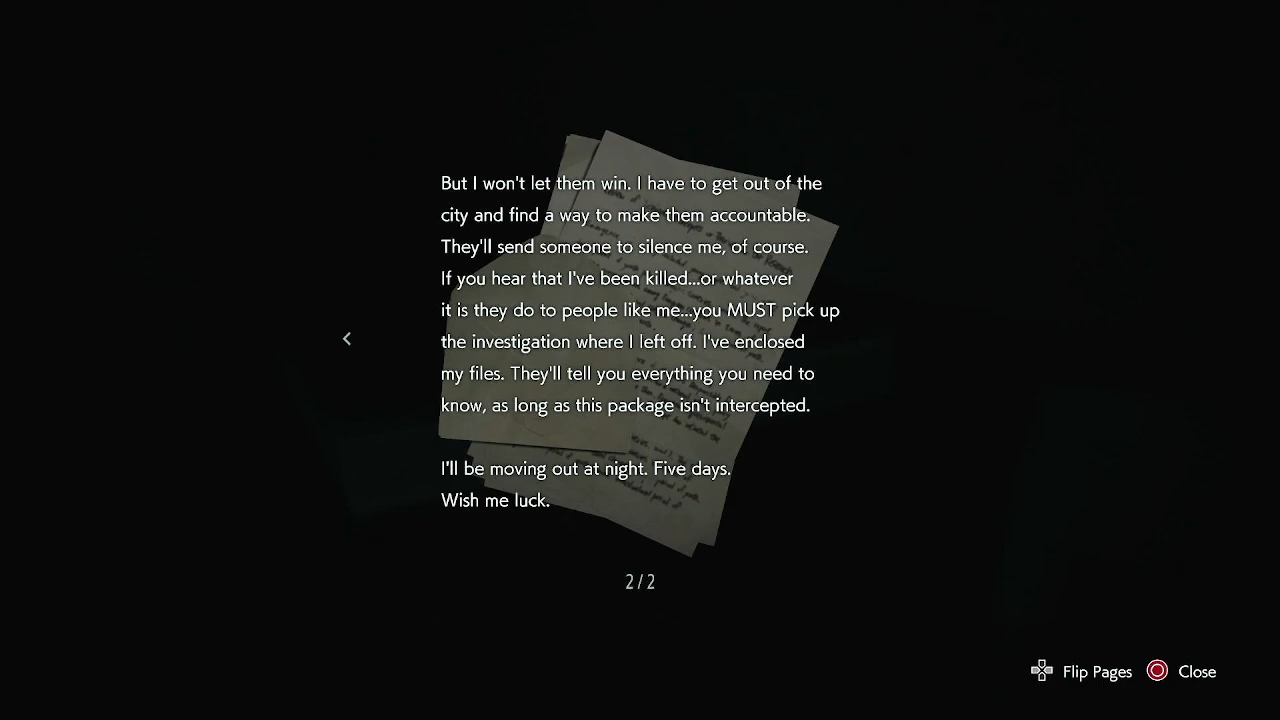 But I won't let them win. I have to get out of the
city and find a way to make them accountable.
They'll send someone to silence me, of course.
If you hear that I've been killed...or whatever
it is they do to people like me...you MUST pick up
the investigation where I left off. I've enclosed
my files. They'll tell you everything you need to
know, as long as this package isn't intercepted.
I'll be moving out at night. Five days.
Wish me luck.
2/2
Flip Pages Close